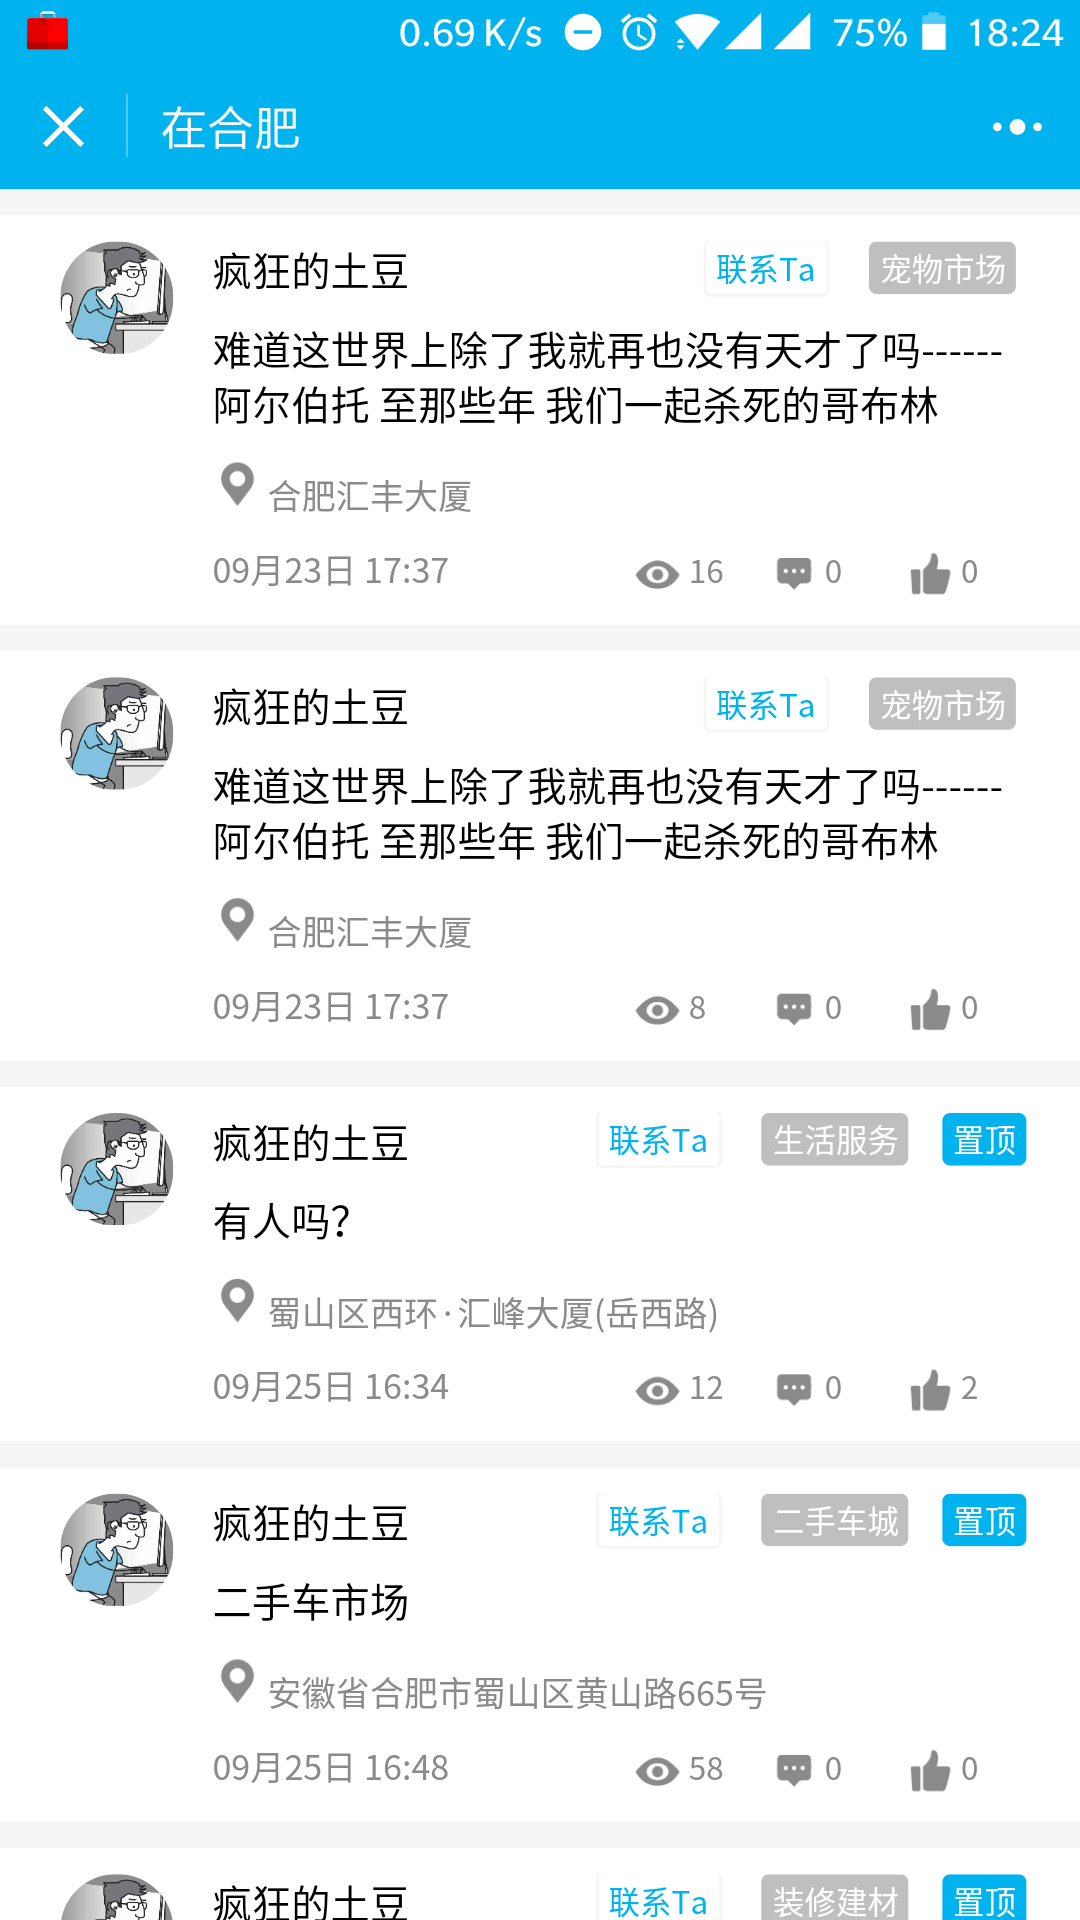 0.69 K/s 75% 18:24
在合肥
疯狂的土豆 联系Ta 宠物市场
难道这世界上除了我就再也没有天才了吗------
阿尔伯托 至那些年 我们一起杀死的哥布林
合肥汇丰大厦
09月23日 17:37 16 0 0
疯狂的土豆 联系Ta 宠物市场
难道这世界上除了我就再也没有天才了吗------
阿尔伯托 至那些年 我们一起杀死的哥布林
合肥汇丰大厦
09月23日 17:37 8 0 0
疯狂的土豆 联系Ta 生活服务 置顶
有人吗?
蜀山区西环·汇峰大厦(岳西路)
09月25日 16:34 12 0 2
疯狂的土豆 联系Ta 二手车城 置顶
二手车市场
安徽省合肥市蜀山区黄山路665号
09月25日 16:48 58 0 0
疯狂的土豆 联系Ta 装修建材 置顶